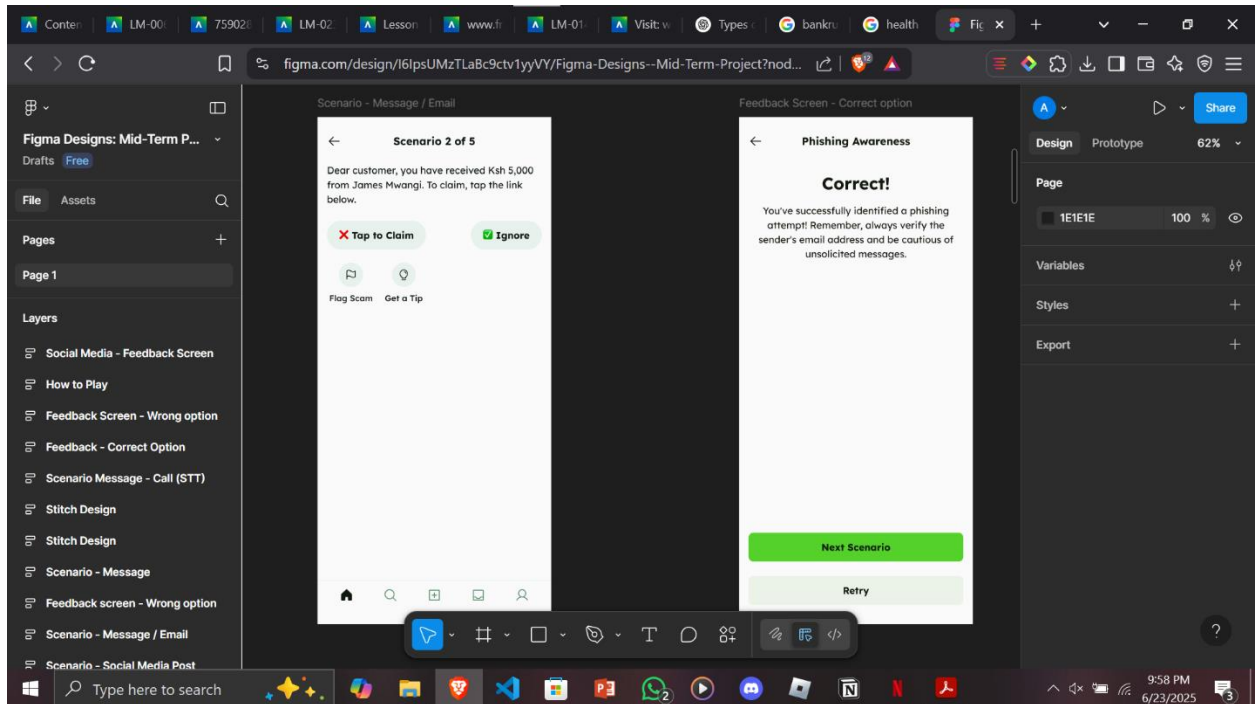 Conten
LM-00
759028
LM-02
Lesson
www.fr
LM-01-
Visit: w
Types
bankru
health
Fig
figma.com/design/l6IpsUMzTLaBc9ctv1yyVY/Figma-Designs--Mid-Term-Project?nod...
12
Figma Designs: Mid-Term P...
Drafts Free
File Assets
Pages
Page 1
Layers
Social Media - Feedback Screen
How to Play
Feedback Screen - Wrong option
Feedback - Correct Option
Scenario Message - Call (STT)
Stitch Design
Stitch Design
Scenario - Message
Feedback screen - Wrong option
Scenario - Message / Email
Scenario - Social Media Post
Scenario - Message / Email
Scenario 2 of 5
Dear customer, you have received Ksh 5,000
from James Mwangi. To claim, tap the link
below.
❌ Tap to Claim
✅ Ignore
Flag Scam Get a Tip
Feedback Screen - Correct option
Phishing Awareness
Correct!
You've successfully identified a phishing
attempt! Remember, always verify the
sender's email address and be cautious of
unsolicited messages.
Next Scenario
Retry
A
Share
Design Prototype 62%
Page
1E1E1E 100 %
Variables
Styles
Export
?
Type here to search
2
9:58 PM
6/23/2025
3